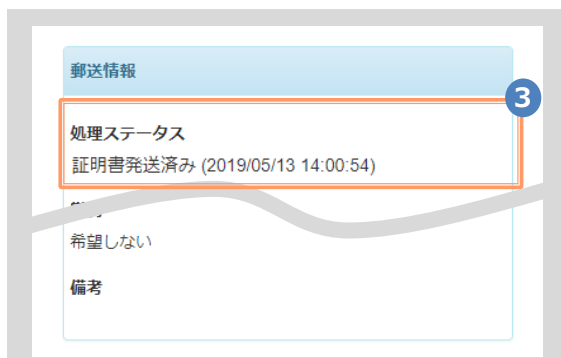 郵送情報
3
処理ステータス
証明書発送済み (2019/05/13 14:00:54)
希望しない
備考